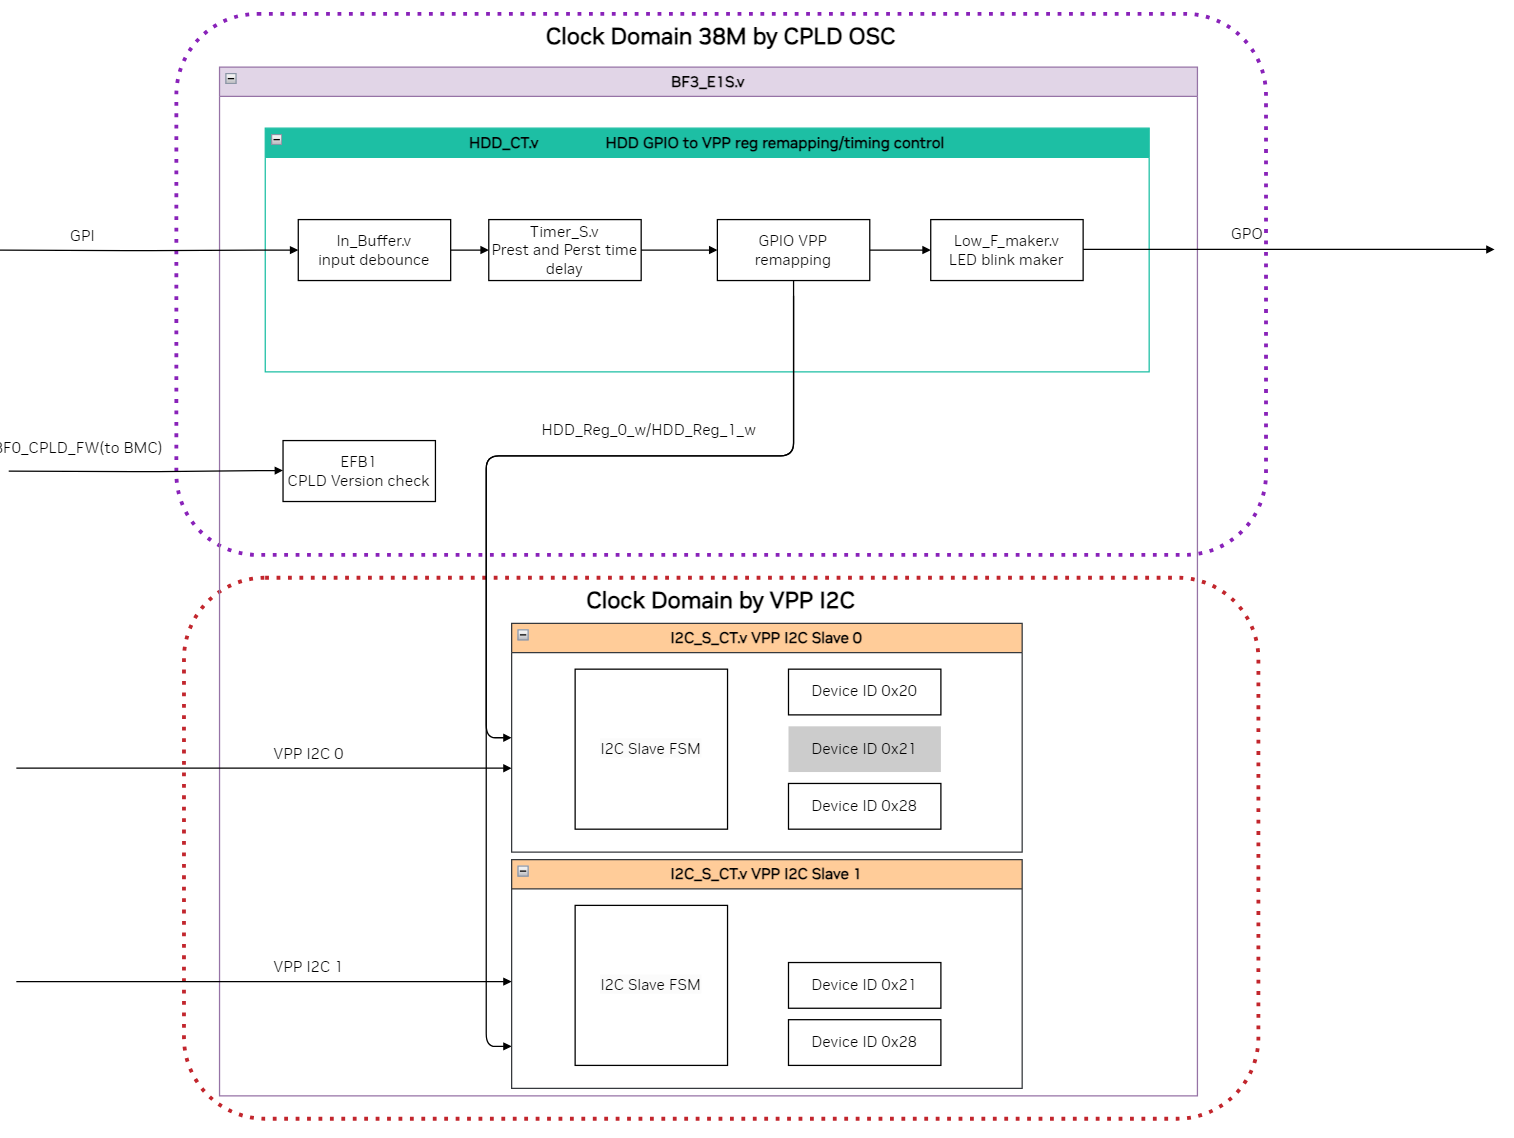 Clock Domain 38M by CPLD OSC
BF3_E1S.v
HDD_CT.v HDD GPIO to VPP reg remapping/timing control
GPI
In_Buffer.v
input debounce
Timer_S.v
Prest and Perst time
delay
GPIO VPP
remapping
Low_F_maker.v
LED blink maker
GPO
HDD_Reg_0_w/HDD_Reg_1_w
BF0_CPLD_FW(to BMC)
EFB1
CPLD Version check
Clock Domain by VPP I2C
I2C_S_CT.v VPP I2C Slave 0
I2C Slave FSM
Device ID 0x20
Device ID 0x21
Device ID 0x28
VPP I2C 0
I2C_S_CT.v VPP I2C Slave 1
I2C Slave FSM
Device ID 0x21
Device ID 0x28
VPP I2C 1